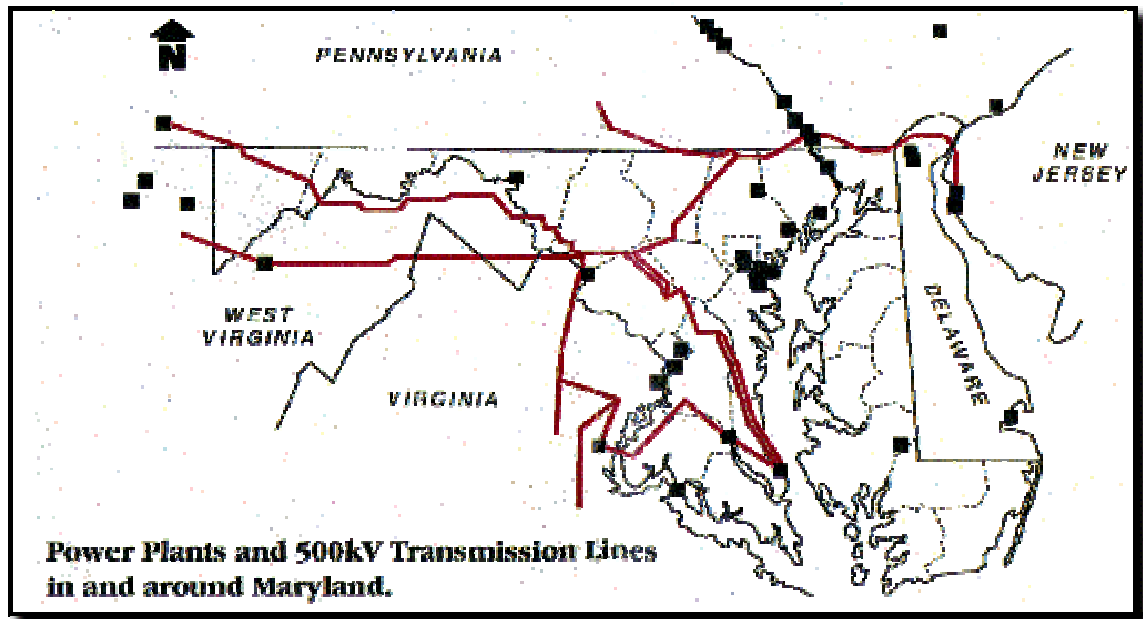 N
PENNSYLVANIA
NEW
JERSEY
WEST
VIRGINIA
VIRGINIA
DELAWARE
Power Plants and 500kV Transmission Lines
in and around Maryland.